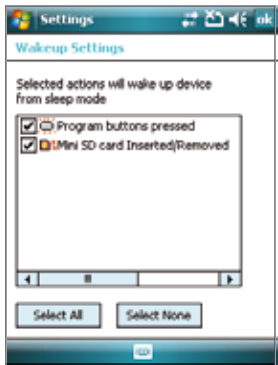 Settings ok
Wakeup Settings
Selected actions will wake up device
from sleep mode
Program buttons pressed
Mini SD card Inserted/Removed
Select All Select None